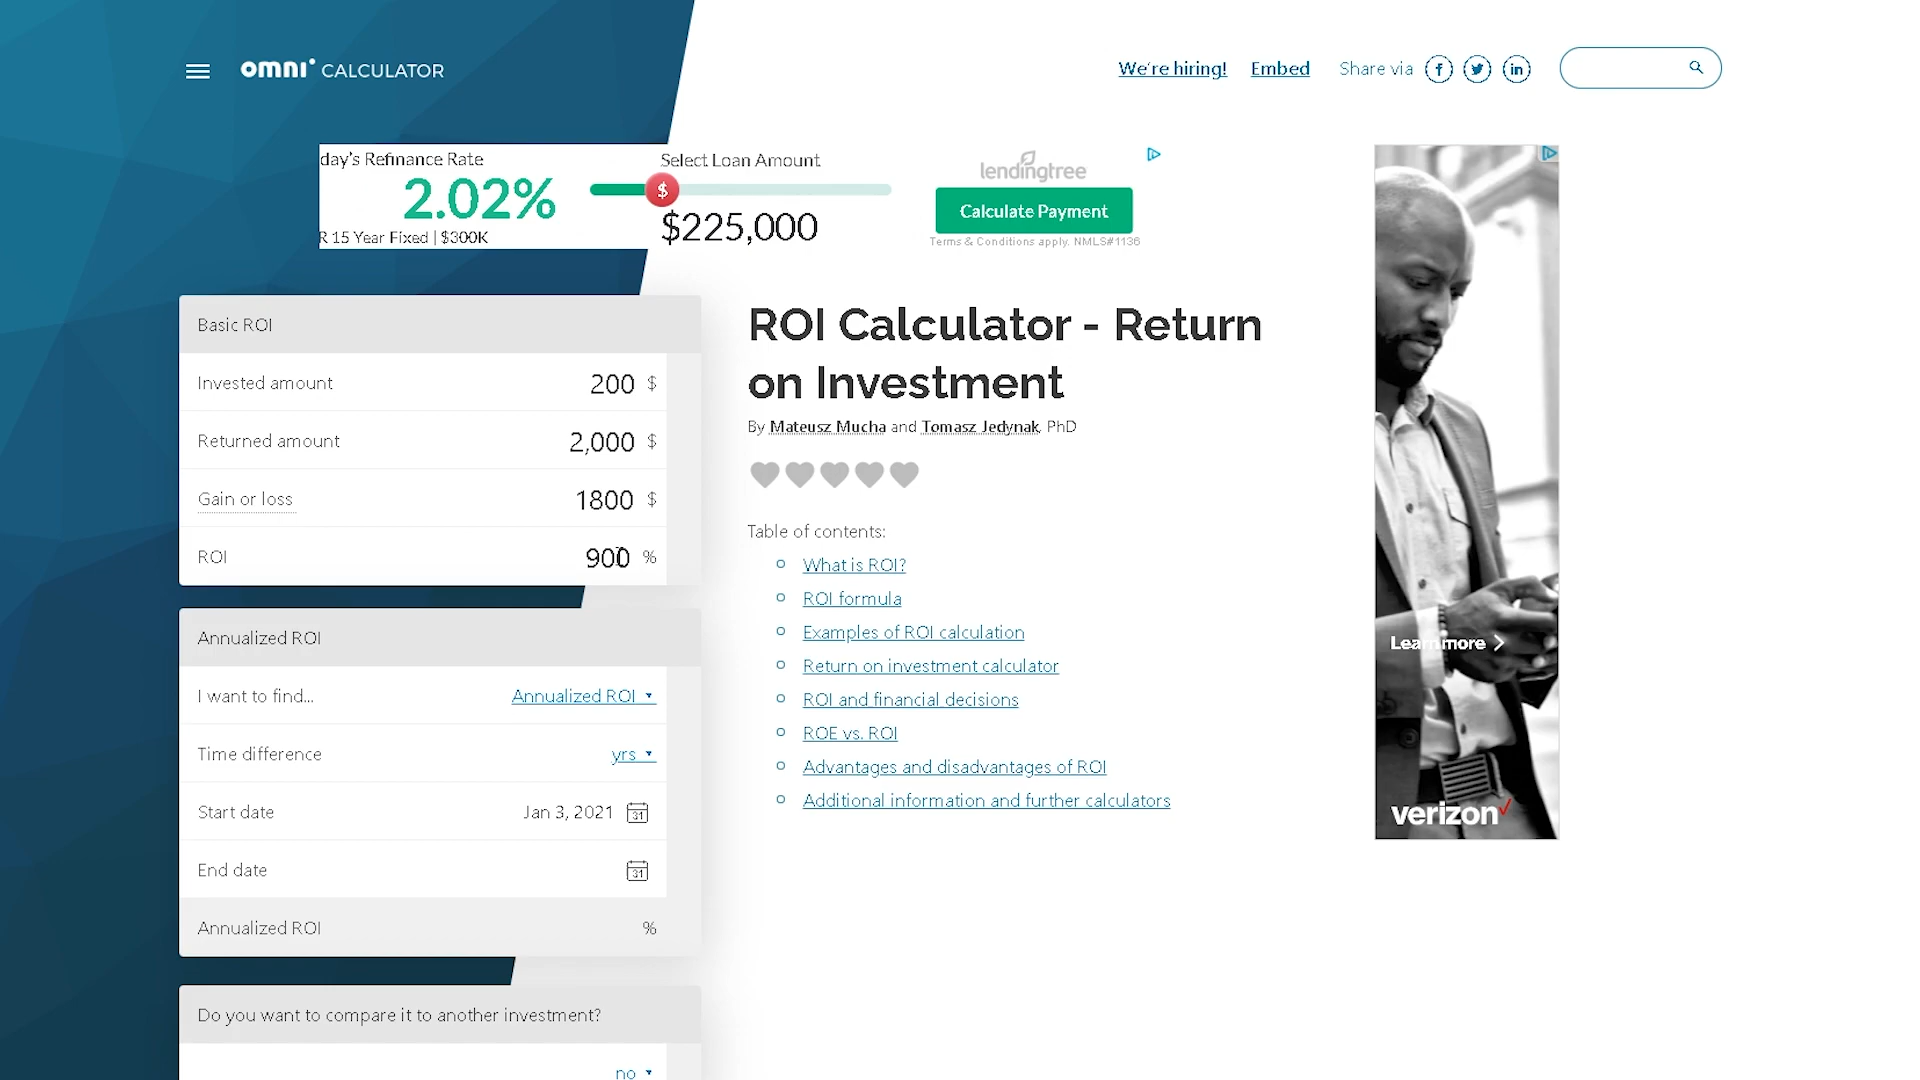 omni CALCULATOR
We're hiring! Embed Share via
day's Refinance Rate
2.02%
R 15 Year Fixed | $300K
Select Loan Amount
$
$225,000
lendingtree
Calculate Payment
Terms & Conditions apply. NMLS#1136
Basic ROI
Invested amount 200 $
Returned amount 2,000 $
Gain or loss 1800 $
ROI 900 %
Annualized ROI
I want to find... Annualized ROI
Time difference yrs
Start date Jan 3, 2021 31
End date 31
Annualized ROI %
Do you want to compare it to another investment?
no
ROI Calculator - Return
on Investment
By Mateusz Mucha and Tomasz Jedynak, PhD
Table of contents:
What is ROI?
ROI formula
Examples of ROI calculation
Return on investment calculator
ROI and financial decisions
ROE vs. ROI
Advantages and disadvantages of ROI
Additional information and further calculators
Learn more
verizon